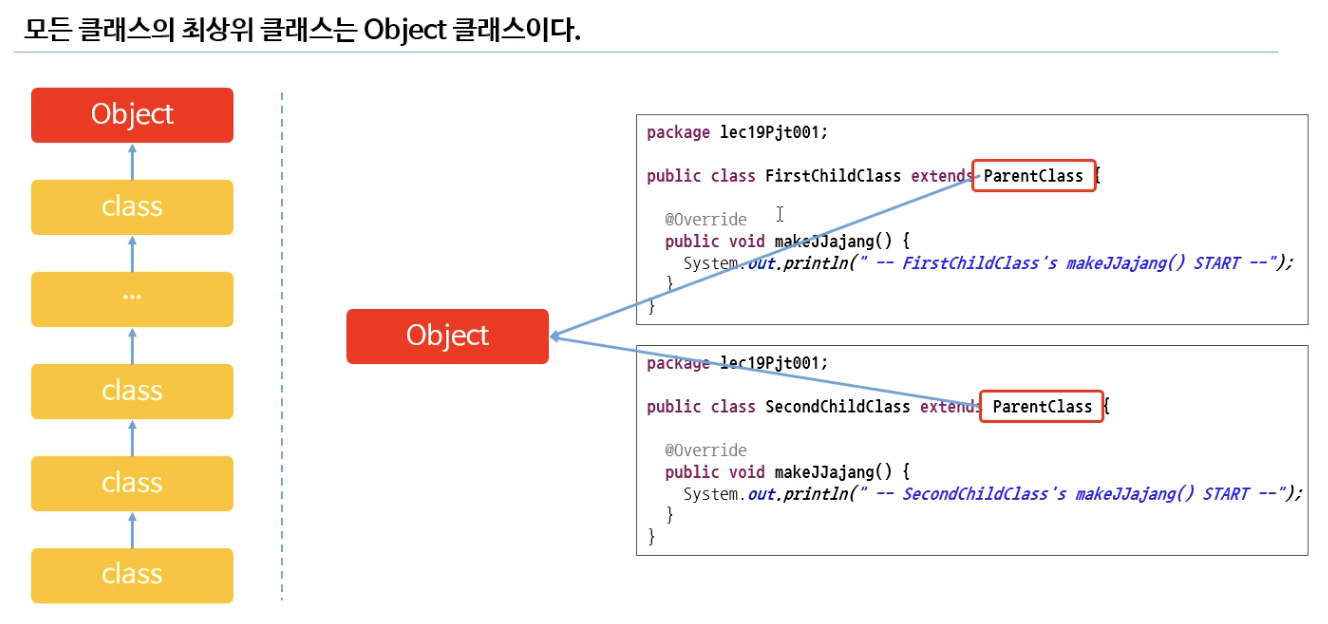 모든 클래스의 최상위 클래스는 Object 클래스이다.
Object
class
...
class
class
class
Object
package lec19Pjt001;
public class FirstChildClass extends ParentClass {
@Override
public void makeJJajang() {
System.out.println(" -- FirstChildClass's makeJJajang() START --");
}
}
package lec19Pjt001;
public class SecondChildClass extends ParentClass {
@Override
public void makeJJajang() {
System.out.println(" -- SecondChildClass's makeJJajang() START --");
}
}